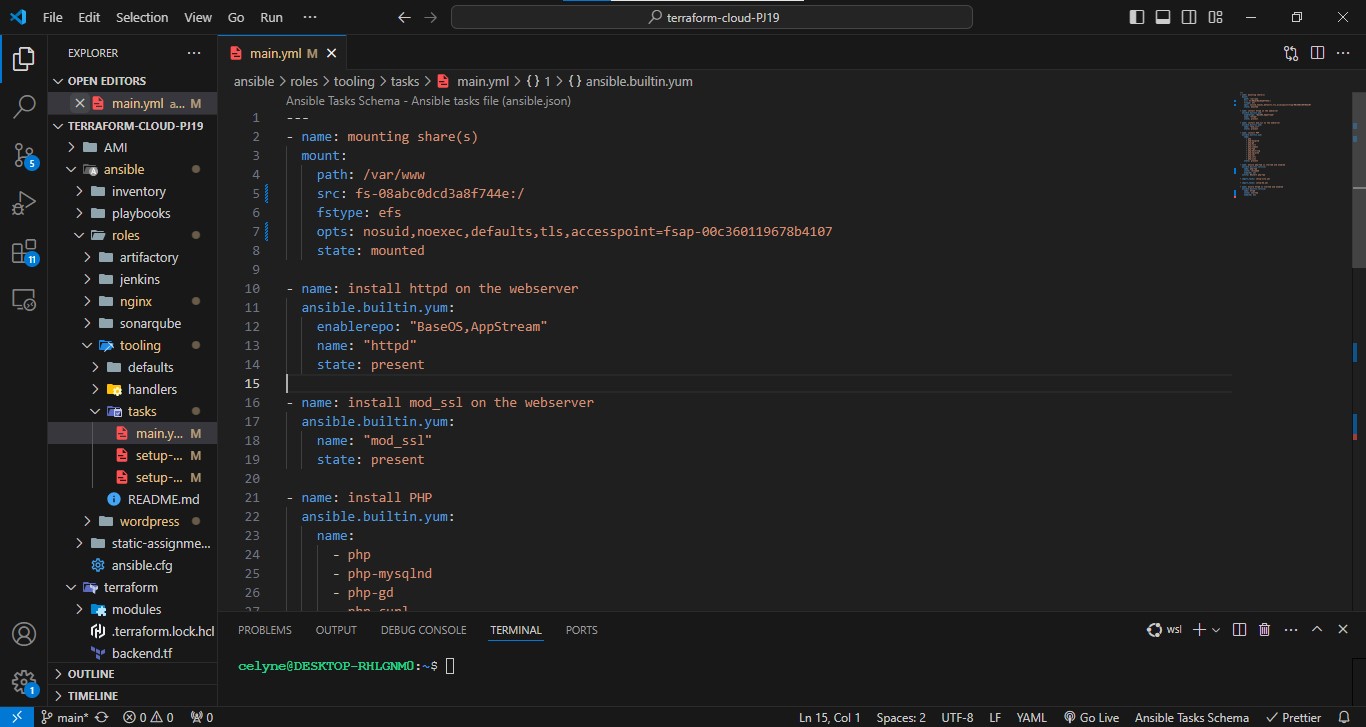 File Edit Selection View Go Run ···
terraform-cloud-PJ19
EXPLORER
OPEN EDITORS
main.yml a... M
TERRAFORM-CLOUD-PJ19
AMI
ansible
inventory
playbooks
roles
artifactory
jenkins
nginx
sonarqube
tooling
defaults
handlers
tasks
main.y... M
setup-... M
setup-... M
README.md
wordpress
static-assignme...
ansible.cfg
terraform
modules
.terraform.lock.hcl
backend.tf
OUTLINE
TIMELINE
5
11
1
main.yml M
ansible > roles > tooling > tasks > main.yml > {} 1 > {} ansible.builtin.yum
Ansible Tasks Schema - Ansible tasks file (ansible.json)
1 ---
2 - name: mounting share(s)
3 mount:
4 path: /var/www
5 src: fs-08abc0dcd3a8f744e:/
6 fstype: efs
7 opts: nosuid,noexec,defaults,tls,accesspoint=fsap-00c360119678b4107
8 state: mounted
9
10 - name: install httpd on the webserver
11 ansible.builtin.yum:
12 enablerepo: "BaseOS,AppStream"
13 name: "httpd"
14 state: present
15
16 - name: install mod_ssl on the webserver
17 ansible.builtin.yum:
18 name: "mod_ssl"
19 state: present
20
21 - name: install PHP
22 ansible.builtin.yum:
23 name:
24 - php
25 - php-mysqlnd
26 - php-gd
27 - php-curl
PROBLEMS OUTPUT DEBUG CONSOLE TERMINAL PORTS
wsl
celyne@DESKTOP-RHLGNM0:~$
main* 0 0 0
Ln 15, Col 1 Spaces: 2 UTF-8 LF YAML Go Live Ansible Tasks Schema Prettier